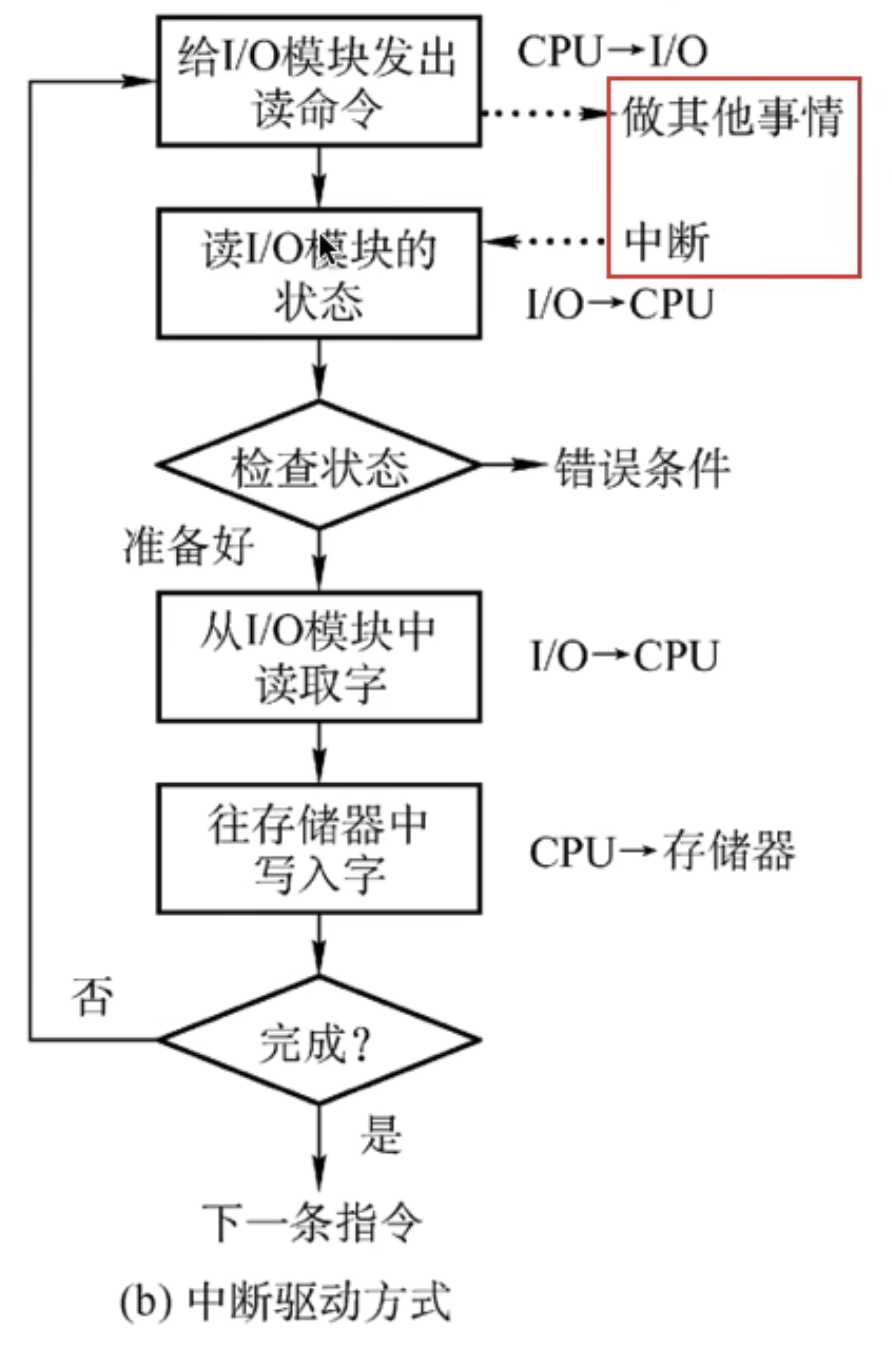 给I/O模块发出
读命令
CPU→I/O
做其他事情
读I/O模块的
状态
中断
I/O→CPU
检查状态
错误条件
准备好
从I/O模块中
读取字
I/O→CPU
往存储器中
写入字
CPU→存储器
否
完成?
是
下一条指令
(b) 中断驱动方式